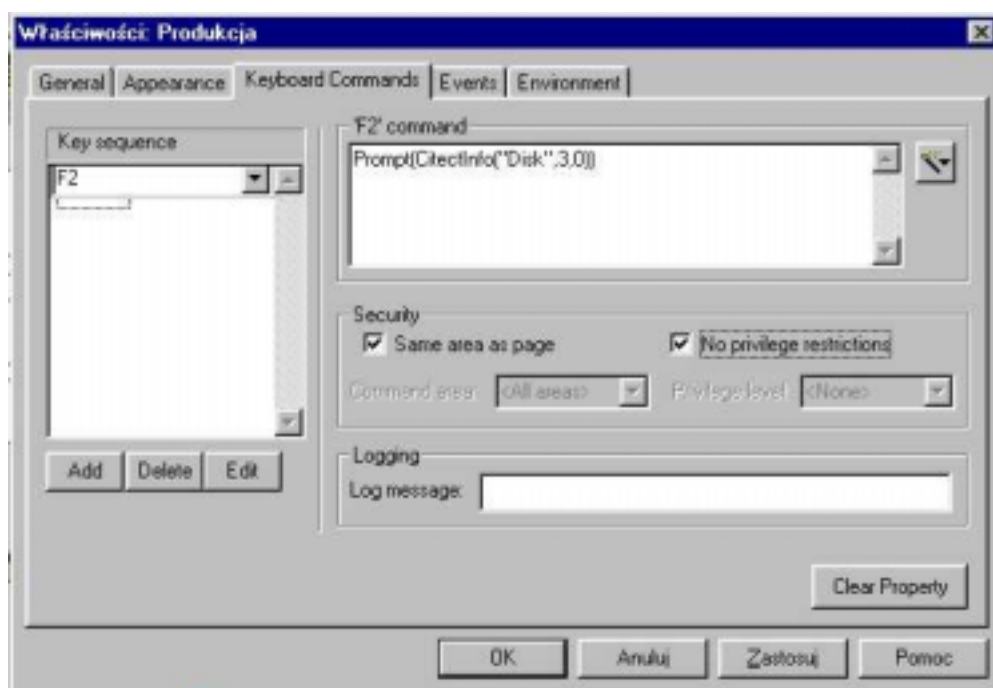 Właściwości: Produkcja
General Appearance Keyboard Commands Events Environment
Key sequence
F2
Add Delete Edit
'F2' command
Prompt(CitectInfo("Disk",3,0))
Security
Same area as page No privilege restrictions
Command area: <All areas> Privilege level: <None>
Logging
Log message:
Clear Property
OK Anuluj Zastosuj Pomoc